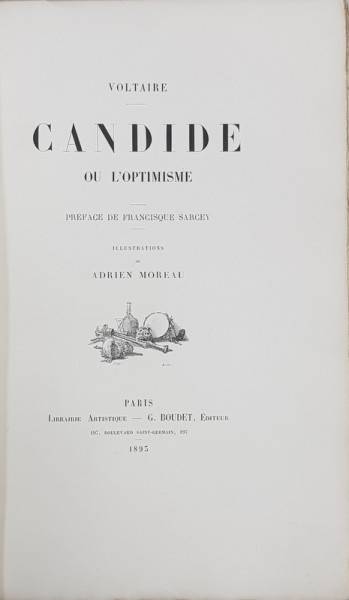 VOLTAIRE
CANDIDE
OU L'OPTIMISME
PRÉFACE DE FRANCISQUE SARCEY
ILLUSTRATIONS
DE
ADRIEN MOREAU
PARIS
LIBRAIRIE ARTISTIQUE — G. BOUDET, ÉDITEUR
197, BOULEVARD SAINT-GERMAIN, 197
1893